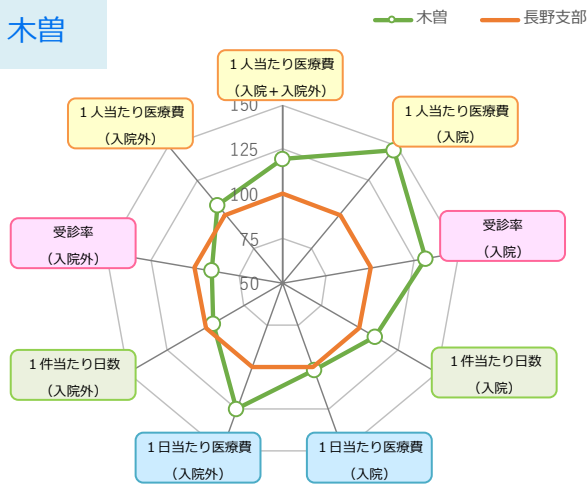 木曽
木曽
長野支部
１人当たり医療費
（入院＋入院外）
１人当たり医療費
（入院外）
１人当たり医療費
（入院）
150
125
100
75
50
受診率
（入院外）
受診率
（入院）
１件当たり日数
（入院外）
１件当たり日数
（入院）
１日当たり医療費
（入院外）
１日当たり医療費
（入院）